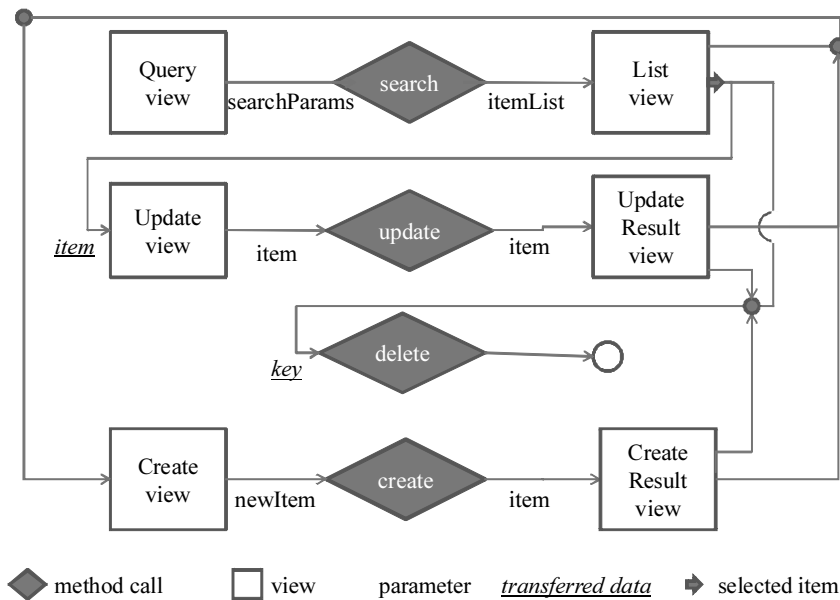 Query
view
searchParams
search
itemList
List
view
item
Update
view
item
update
item
Update
Result
view
key
delete
Create
view
newItem
create
item
Create
Result
view
method call
view
parameter
transferred data
selected item